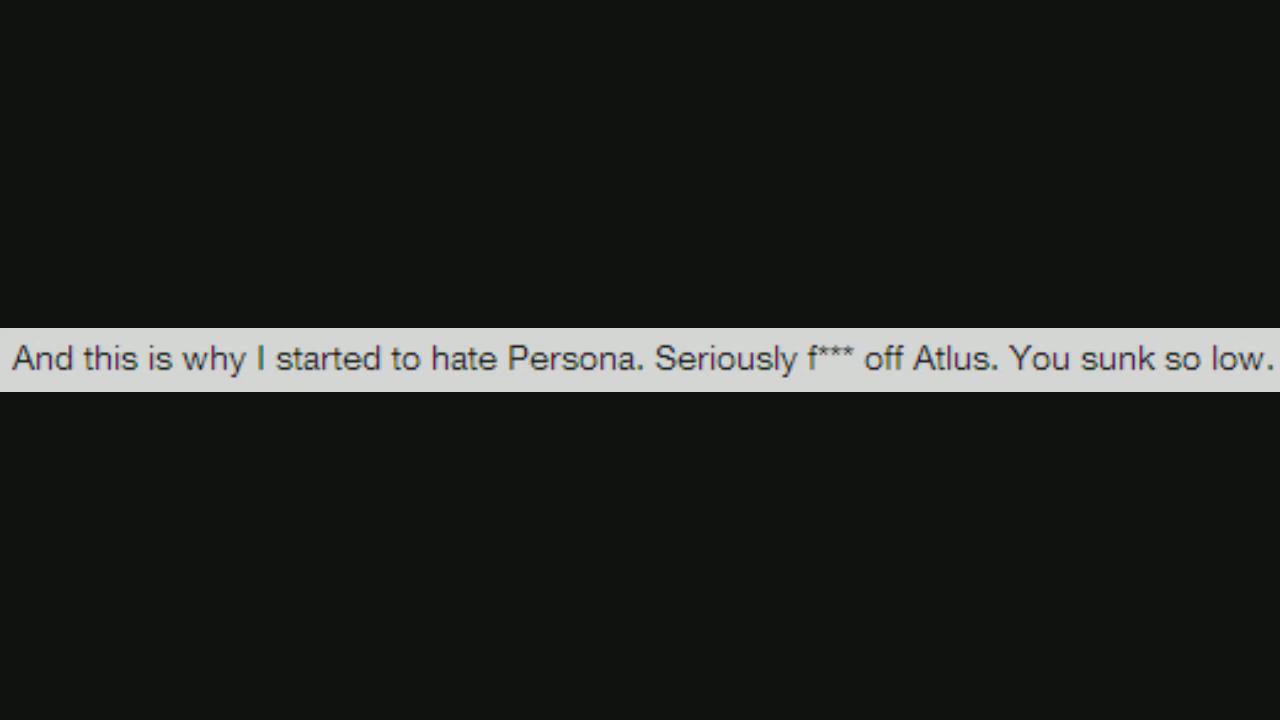 And this is why I started to hate Persona. Seriously f*** off Atlus. You sunk so low.